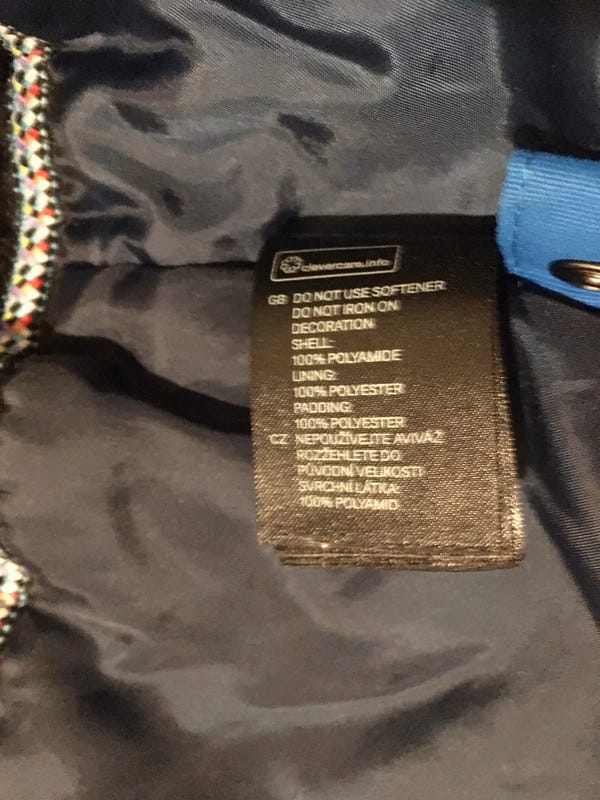 clevercare.info
GB DO NOT USE SOFTENER
DO NOT IRON ON
DECORATION
SHELL:
100% POLYAMIDE
LINING:
100% POLYESTER
PADDING:
100% POLYESTER
CZ NEPOUŽÍVEJTE AVIVÁŽ
ROZŽEHLETE DO
PŮVODNÍ VELIKOSTI
SVRCHNÍ LÁTKA:
100% POLYAMID